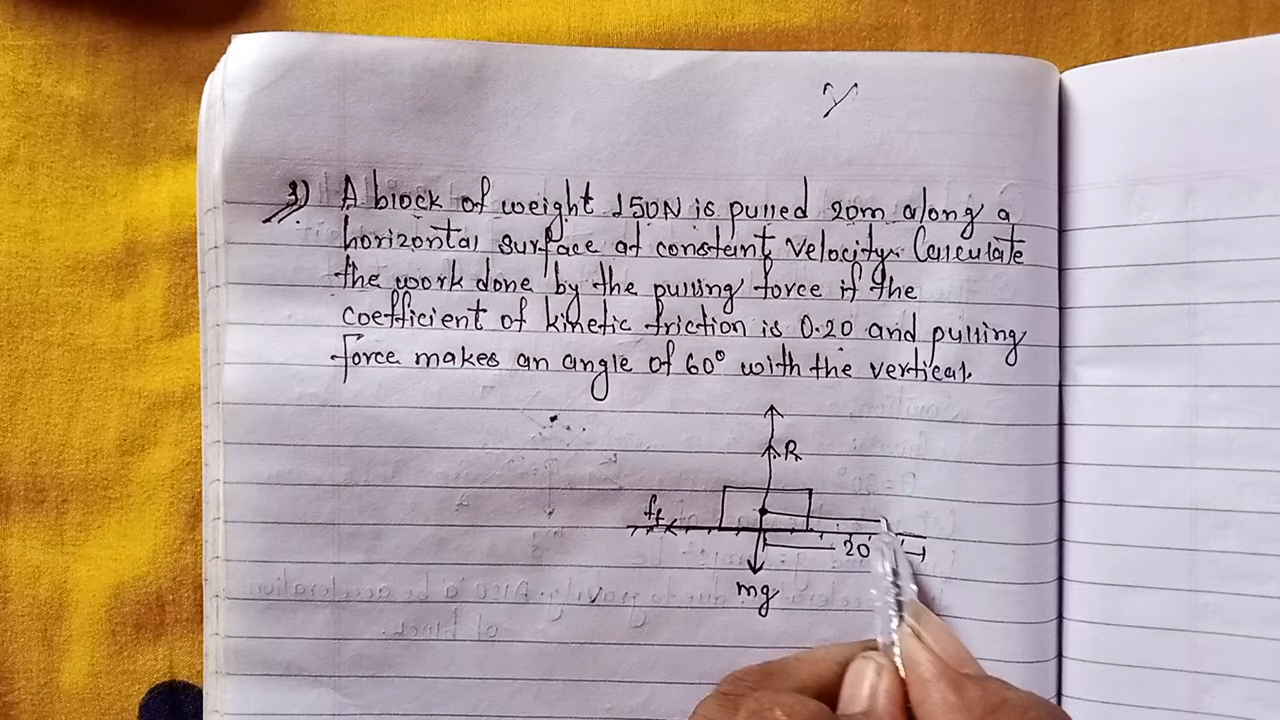 3) A block of weight 150N is pulled 20m along a
horizontal surface at constant velocity. Calculate
the work done by the pulling force if the
coefficient of kinetic friction is 0.20 and pulling
force makes an angle of 60° with the vertical.
R
20
mg